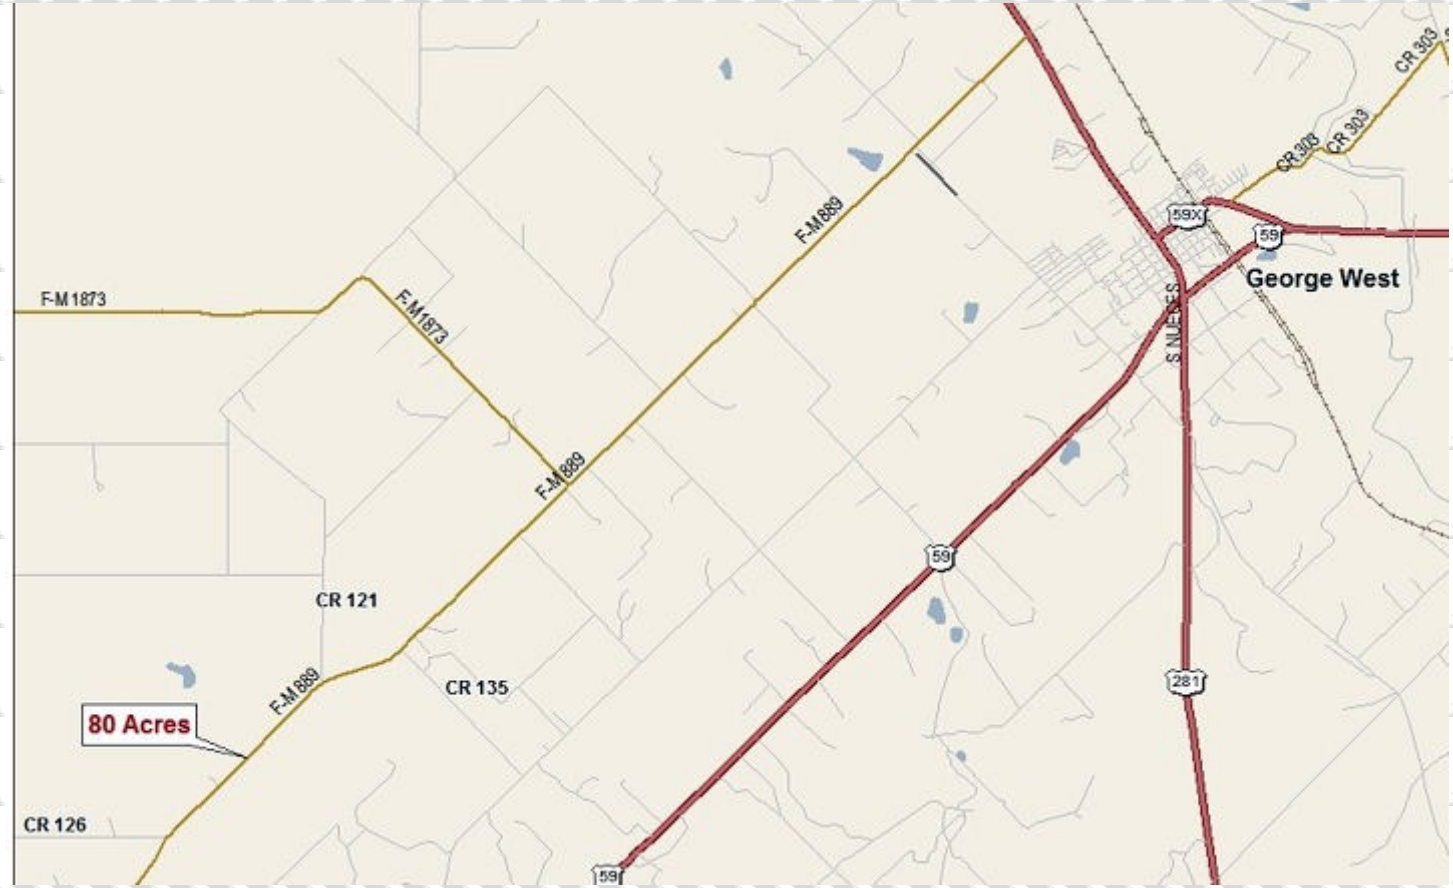 CR 303
CR 303
CR 303
59X
F-M 889
59
George West
F-M 1873
F-M 1873
S NUECES
F-M 889
59
CR 121
F-M 889
CR 135
281
80 Acres
CR 126
59